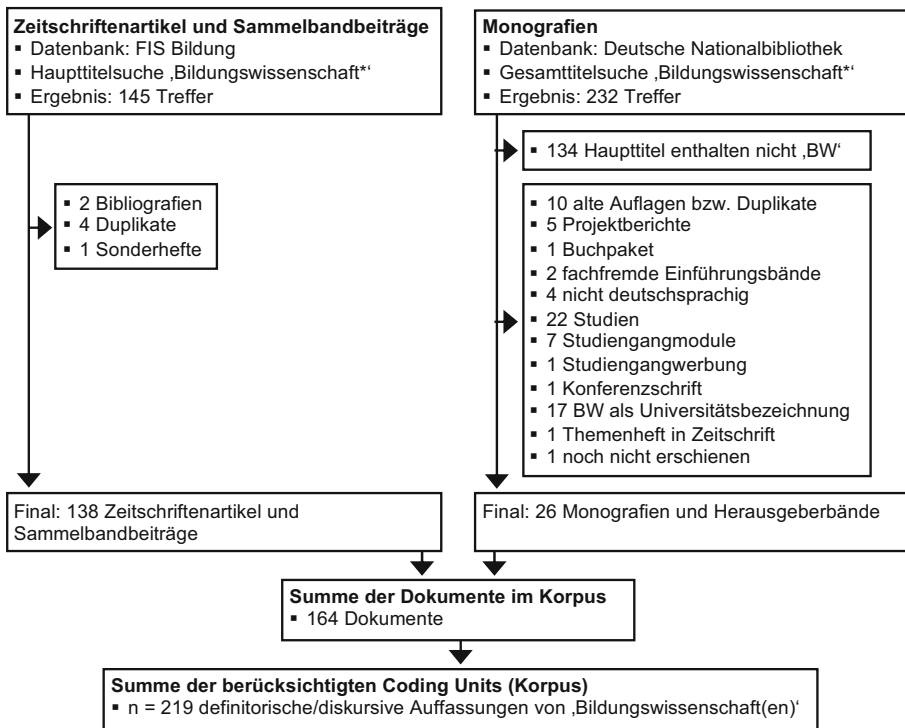 Zeitschriftenartikel und Sammelbandbeiträge
▪ Datenbank: FIS Bildung
▪ Haupttitelsuche ‚Bildungswissenschaft*‘
▪ Ergebnis: 145 Treffer
▪ 2 Bibliografien
▪ 4 Duplikate
▪ 1 Sonderhefte
Final: 138 Zeitschriftenartikel und
Sammelbandbeiträge
Monografien
▪ Datenbank: Deutsche Nationalbibliothek
▪ Gesamttitelsuche ‚Bildungswissenschaft*‘
▪ Ergebnis: 232 Treffer
▪ 134 Haupttitel enthalten nicht ‚BW‘
▪ 10 alte Auflagen bzw. Duplikate
▪ 5 Projektberichte
▪ 1 Buchpaket
▪ 2 fachfremde Einführungsbände
▪ 4 nicht deutschsprachig
▪ 22 Studien
▪ 7 Studiengangmodule
▪ 1 Studiengangwerbung
▪ 1 Konferenzschrift
▪ 17 BW als Universitätsbezeichnung
▪ 1 Themenheft in Zeitschrift
▪ 1 noch nicht erschienen
Final: 26 Monografien und Herausgeberbände
Summe der Dokumente im Korpus
▪ 164 Dokumente
Summe der berücksichtigten Coding Units (Korpus)
▪ n = 219 definitorische/diskursive Auffassungen von ‚Bildungswissenschaft(en)‘